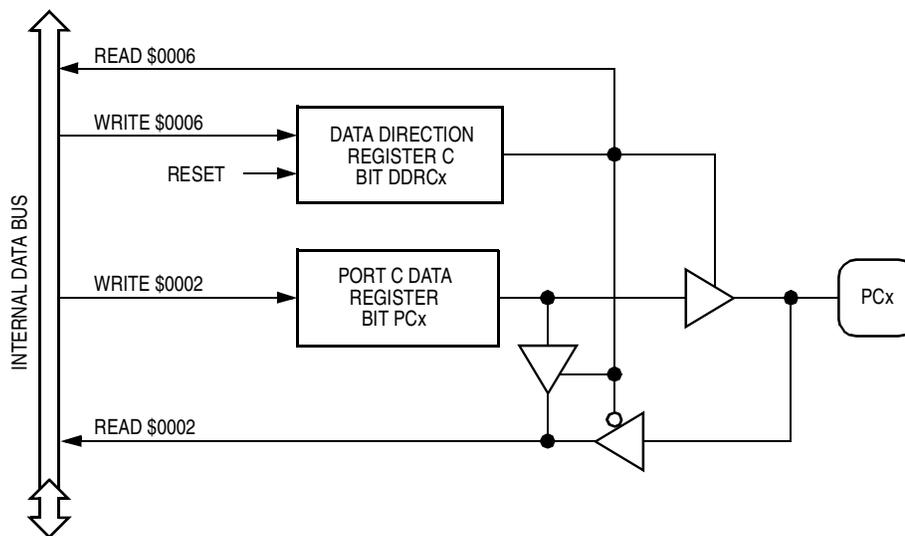 READ $0006
WRITE $0006
DATA DIRECTION
REGISTER C
BIT DDRCx
RESET
INTERNAL DATA BUS
WRITE $0002
PORT C DATA
REGISTER
BIT PCx
PCx
READ $0002